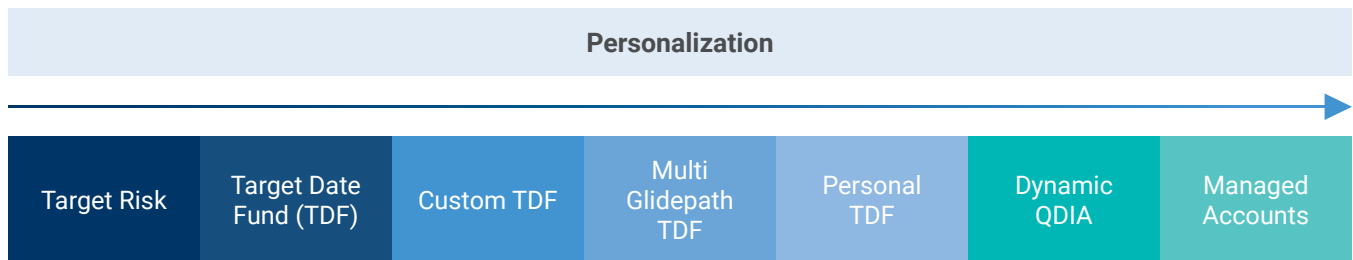 Personalization
Target Risk
Target Date
Fund (TDF)
Custom TDF
Multi
Glidepath
TDF
Personal
TDF
Dynamic
QDIA
Managed
Accounts